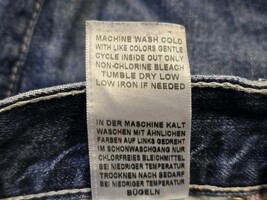 MACHINE WASH COLD
WITH LIKE COLORS GENTLE
CYCLE INSIDE OUT ONLY
NON-CHLORINE BLEACH
TUMBLE DRY LOW
LOW IRON IF NEEDED
IN DER MASCHINE KALT
WASCHEN MIT ÄHNLICHEN
FARBEN AUF LINKS GEDREHT
IM SCHONWASCHGANG NUR
CHLORFREIES BLEICHMITTEL
BEI NIEDRIGER TEMPERATUR
TROCKNEN NACH BEDARF
BEI NIEDRIGER TEMPERATUR
BÜGELN